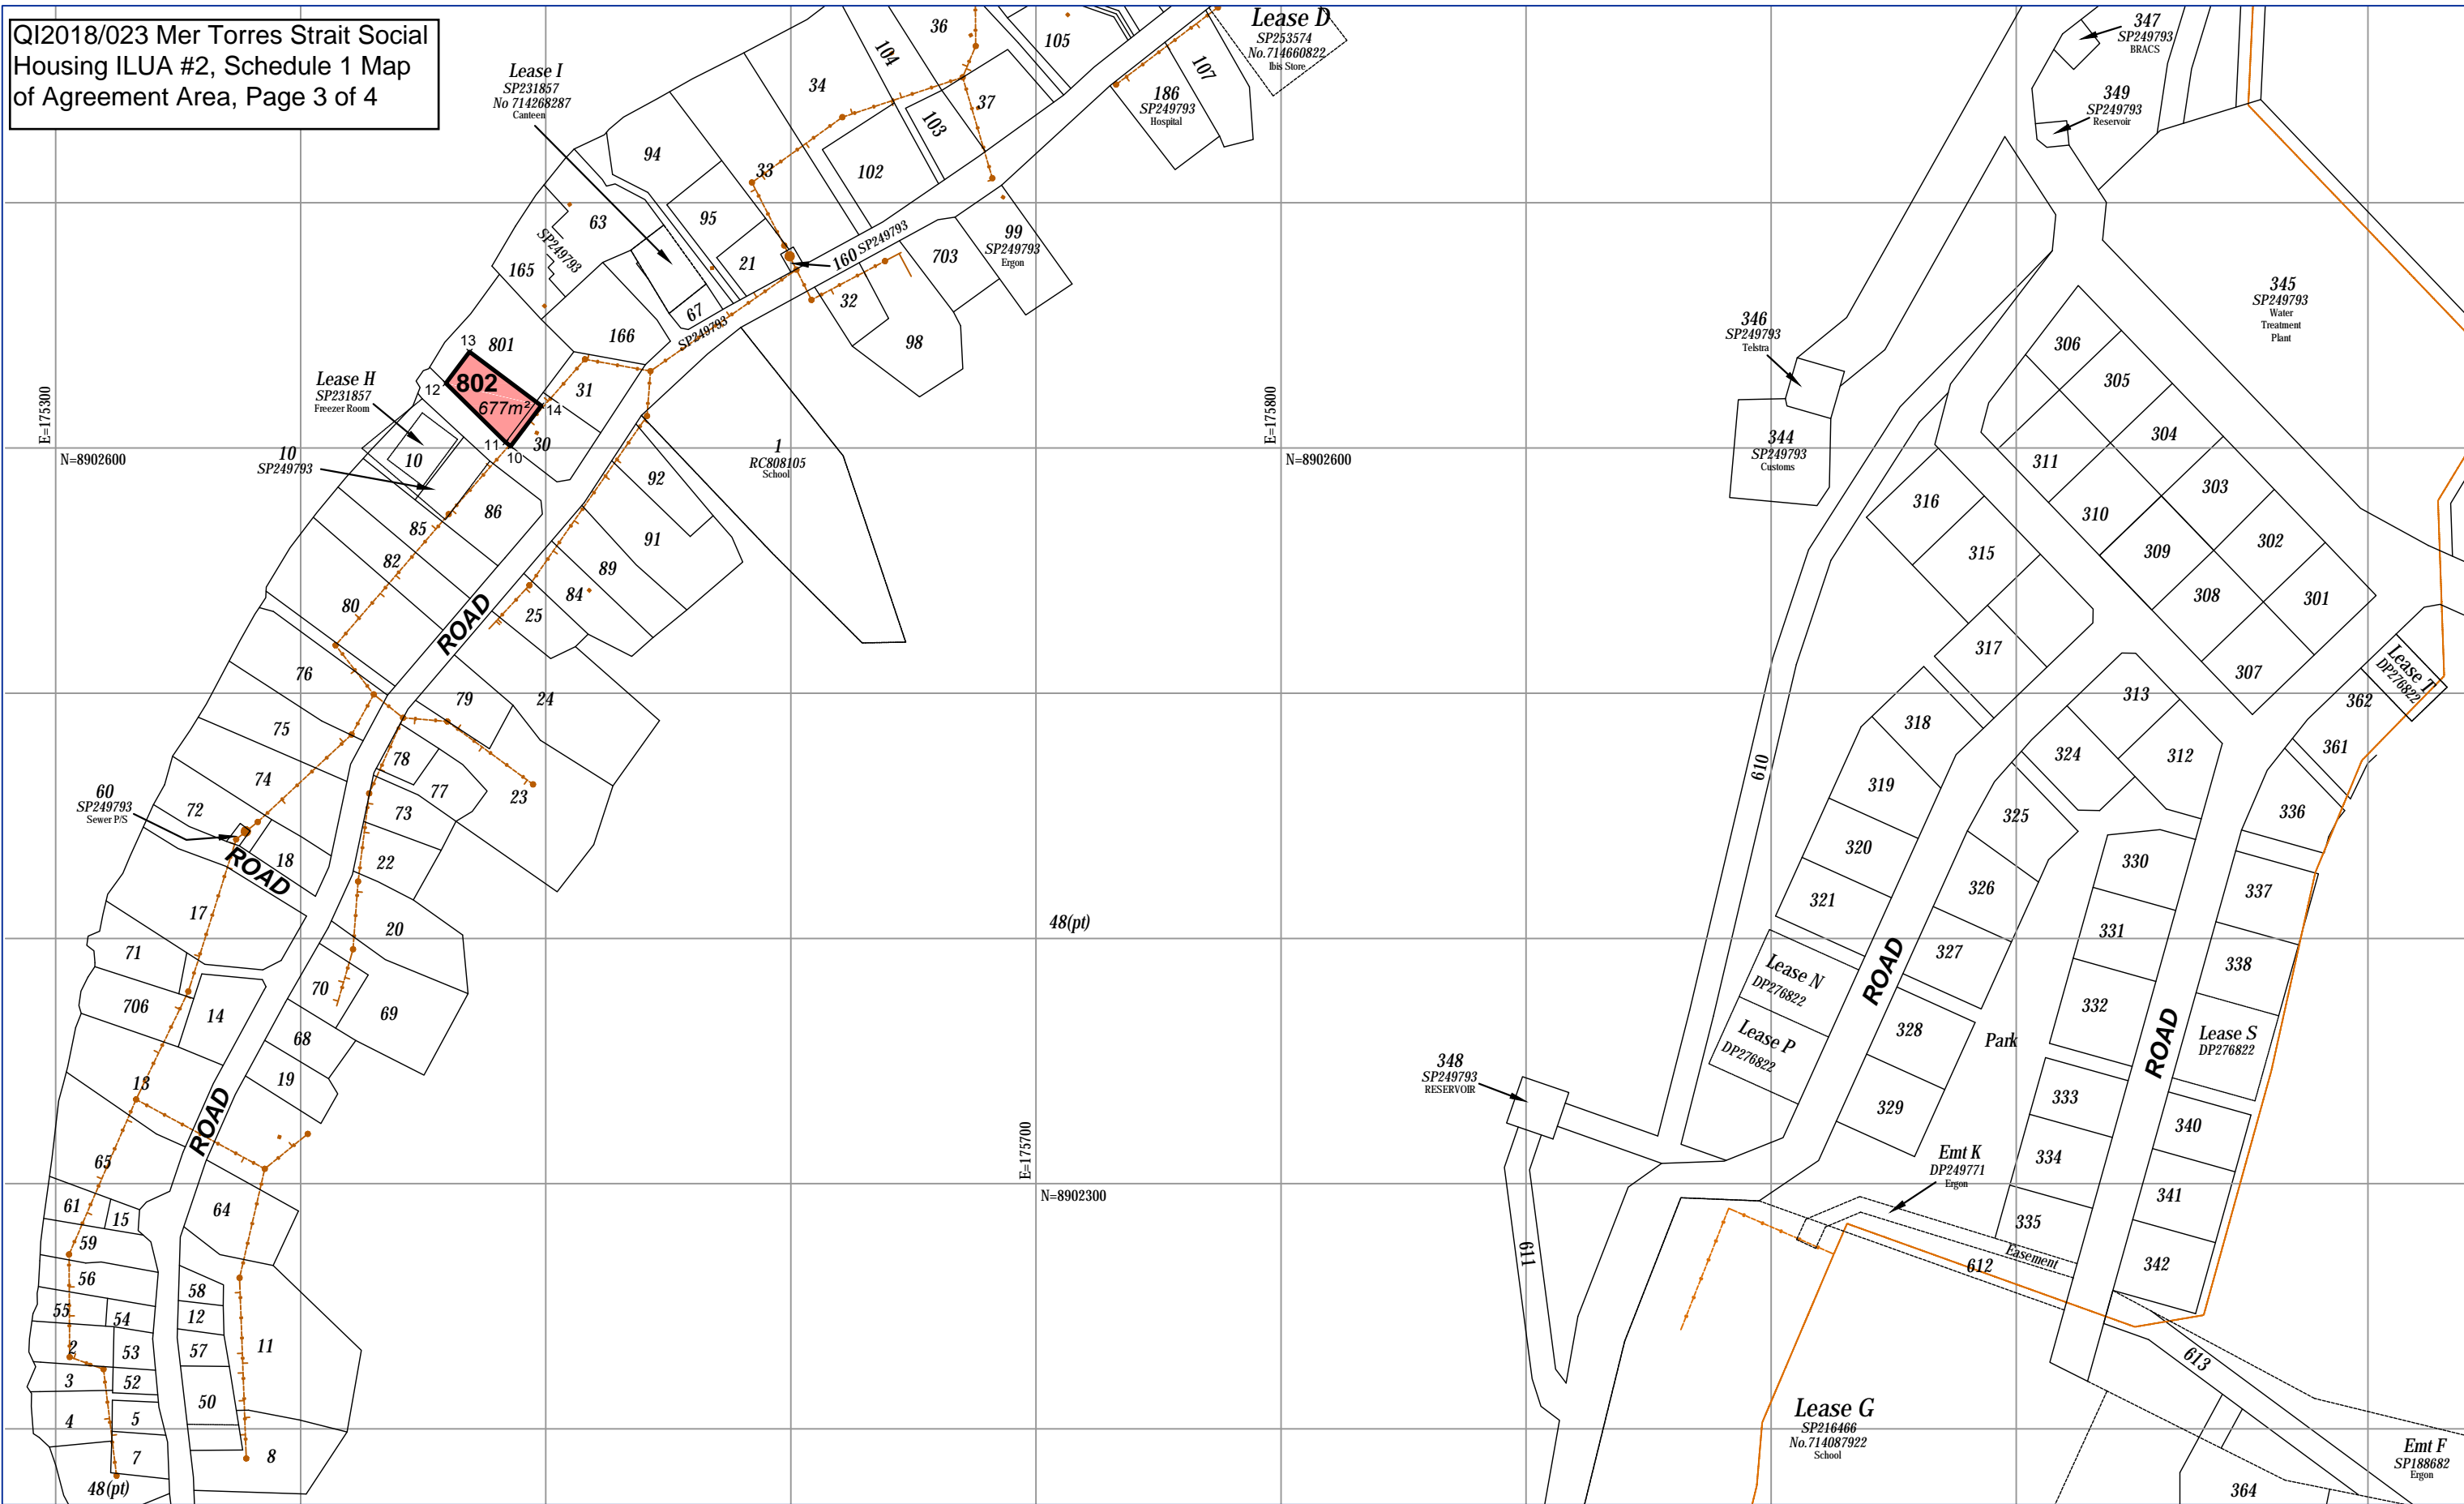 QI2018/023 Mer Torres Strait Social
Housing ILUA #2, Schedule 1 Map
of Agreement Area, Page 3 of 4
Lease I
SP231857
No 714268287
Canteen
34
104
36
105
Lease D
SP253574
No.714660822
Ibis Store
107
186
SP249793
Hospital
37
103
102
33
94
95
63
SP249793
165
21
160 SP249793
99
SP249793
Ergon
703
32
98
67
SP249793
166
801
13
802
677m²
12
14
11
10
30
31
Lease H
SP231857
Freezer Room
10
10
SP249793
E=175300
N=8902600
1
RC808105
School
92
91
89
84
25
86
85
82
80
ROAD
76
79
24
75
78
77
74
23
73
72
60
SP249793
Sewer P/S
ROAD
18
22
17
20
71
70
706
14
69
68
13
19
ROAD
65
64
61
15
59
56
58
55
54
12
2
53
57
11
3
52
50
4
5
7
8
48(pt)
48(pt)
E=175800
N=8902600
E=175700
N=8902300
347
SP249793
BRACS
349
SP249793
Reservoir
345
SP249793
Water
Treatment
Plant
346
SP249793
Telstra
344
SP249793
Customs
306
305
304
311
303
316
310
302
315
309
308
301
317
307
Lease T
DP276822
362
361
313
318
324
312
610
319
325
336
320
330
326
337
321
331
327
338
Lease N
DP276822
ROAD
332
Lease P
DP276822
328
Park
ROAD
Lease S
DP276822
348
SP249793
RESERVOIR
329
333
340
334
Emt K
DP249771
Ergon
341
335
611
Easement
612
342
613
Lease G
SP216466
No.714087922
School
Emt F
SP188682
Ergon
364